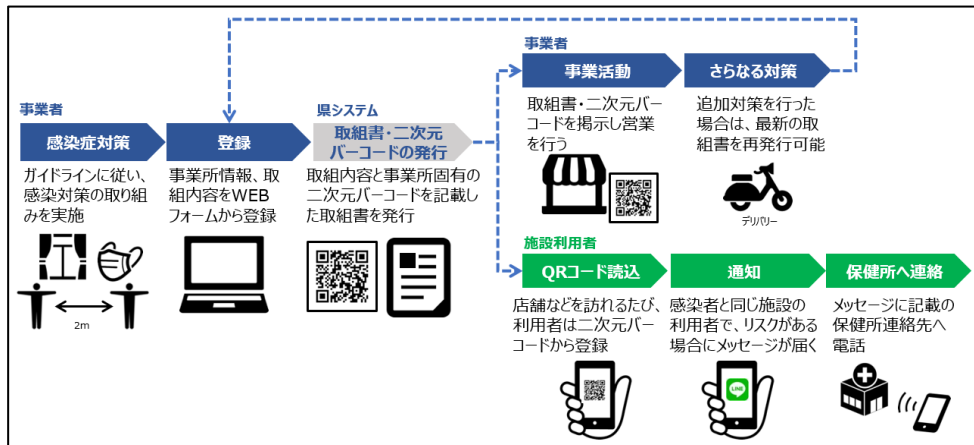 事業者
感染症対策
ガイドラインに従い、
感染対策の取り組
みを実施
2m
登録
事業所情報、取
組内容をWEB
フォームから登録
県システム
取組書・二次元
バーコードの発行
取組内容と事業所固有の
二次元バーコードを記載し
た取組書を発行
事業者
事業活動
取組書・二次元バー
コードを掲示し営業
を行う
さらなる対策
追加対策を行った
場合は、最新の取
組書を再発行可能
デリバリー
施設利用者
QRコード読込
店舗などを訪れるたび、
利用者は二次元バー
コードから登録
通知
感染者と同じ施設の
利用者で、リスクがある
場合にメッセージが届く
LINE
保健所へ連絡
メッセージに記載の
保健所連絡先へ
電話